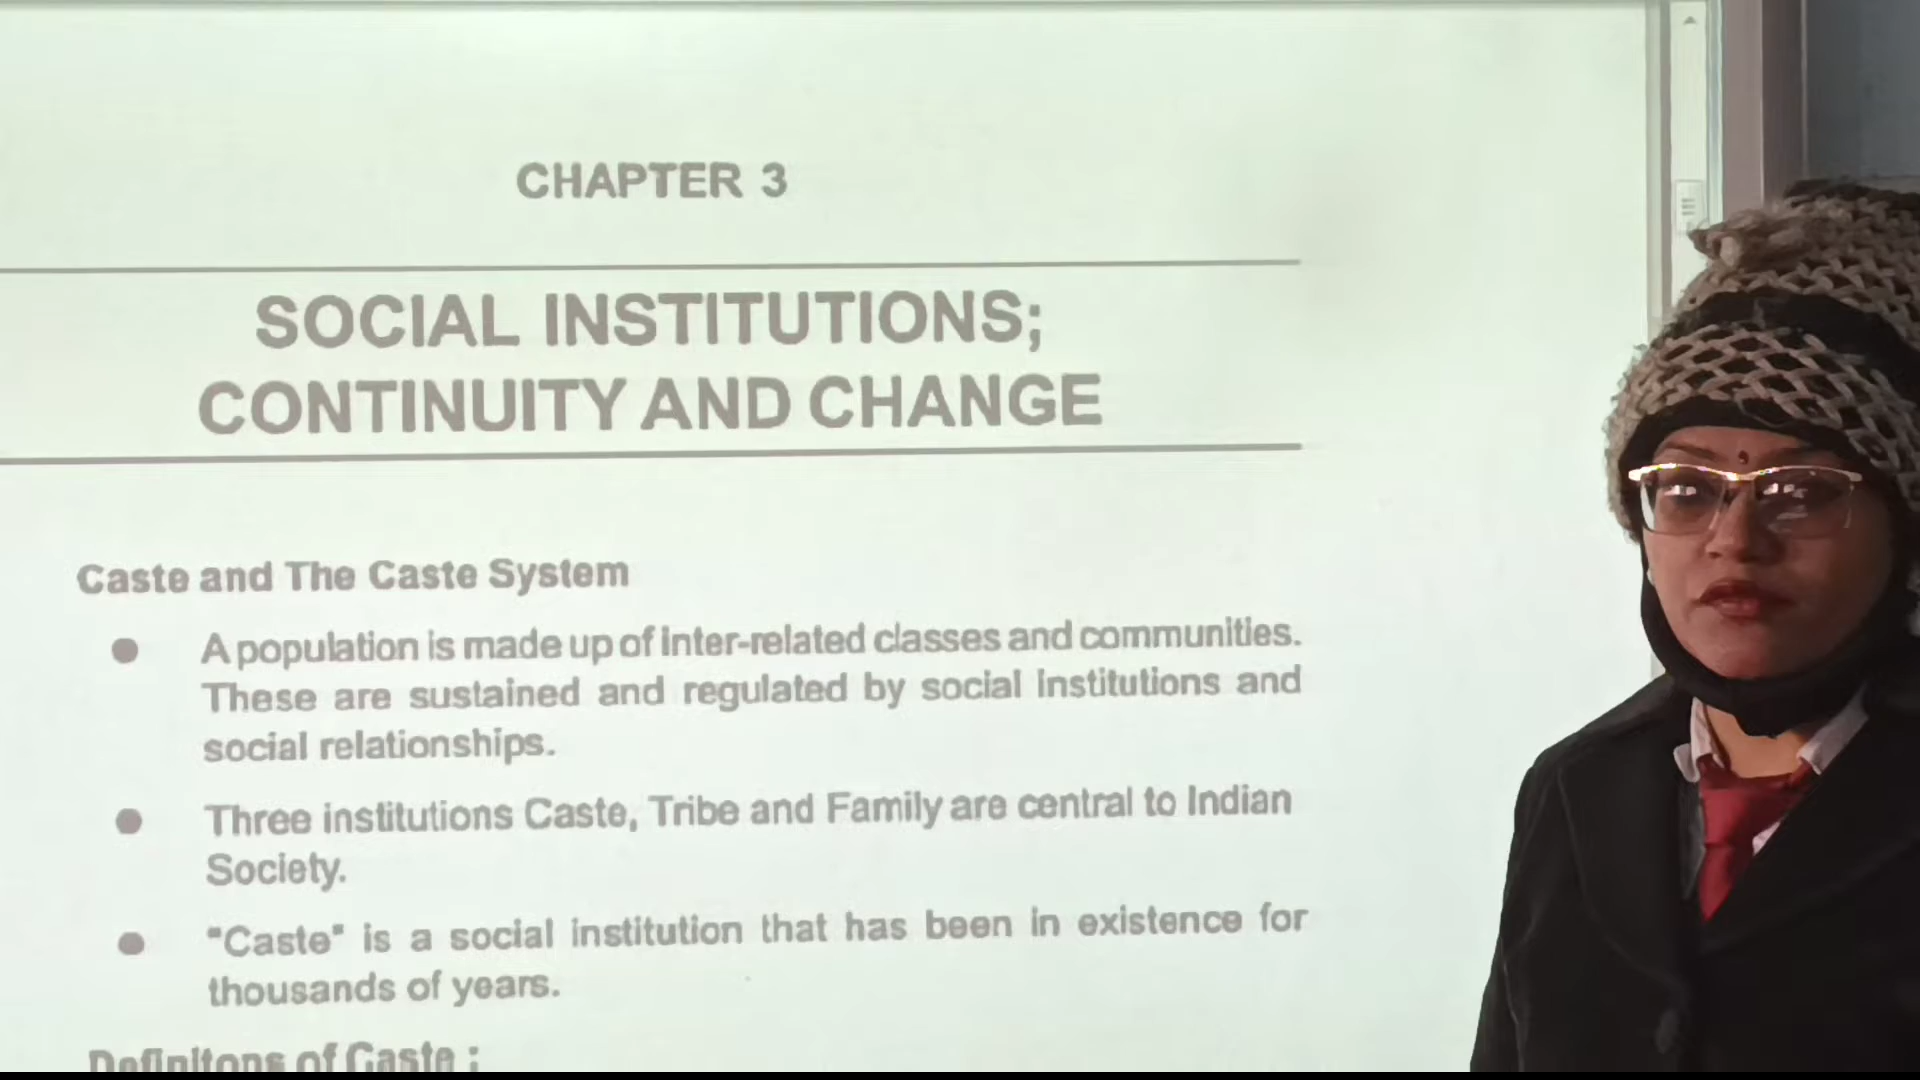 CHAPTER 3
SOCIAL INSTITUTIONS;
CONTINUITY AND CHANGE
Caste and The Caste System
● A population is made up of inter-related classes and communities.
These are sustained and regulated by social institutions and
social relationships.
● Three institutions Caste, Tribe and Family are central to Indian
Society.
● "Caste" is a social institution that has been in existence for
thousands of years.
Definitons of Caste :